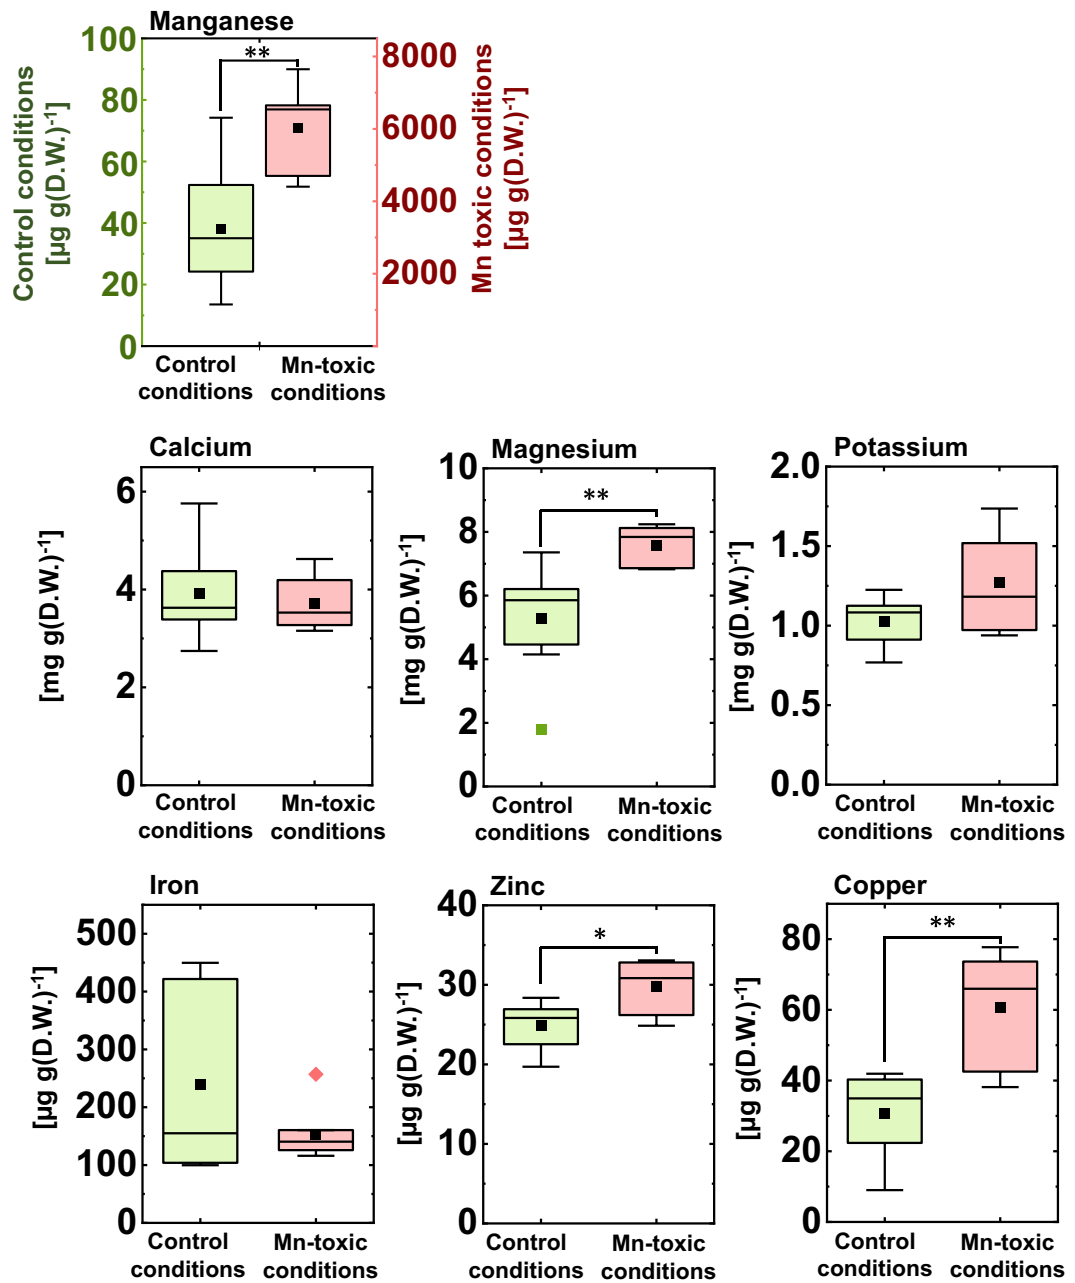 Manganese
Control conditions
[µg g(D.W.)-1]
100
80
60
40
20
0
**
8000
6000
4000
2000
Mn toxic conditions
[µg g(D.W.)-1]
Control
conditions
Mn-toxic
conditions
Calcium
[mg g(D.W.)-1]
6
4
2
0
Control
conditions
Mn-toxic
conditions
Magnesium
[mg g(D.W.)-1]
10
8
6
4
2
0
**
Control
conditions
Mn-toxic
conditions
Potassium
[mg g(D.W.)-1]
2.0
1.5
1.0
0.5
0.0
Control
conditions
Mn-toxic
conditions
Iron
[µg g(D.W.)-1]
500
400
300
200
100
0
Control
conditions
Mn-toxic
conditions
Zinc
[µg g(D.W.)-1]
40
30
20
10
0
*
Control
conditions
Mn-toxic
conditions
Copper
[µg g(D.W.)-1]
80
60
40
20
0
**
Control
conditions
Mn-toxic
conditions